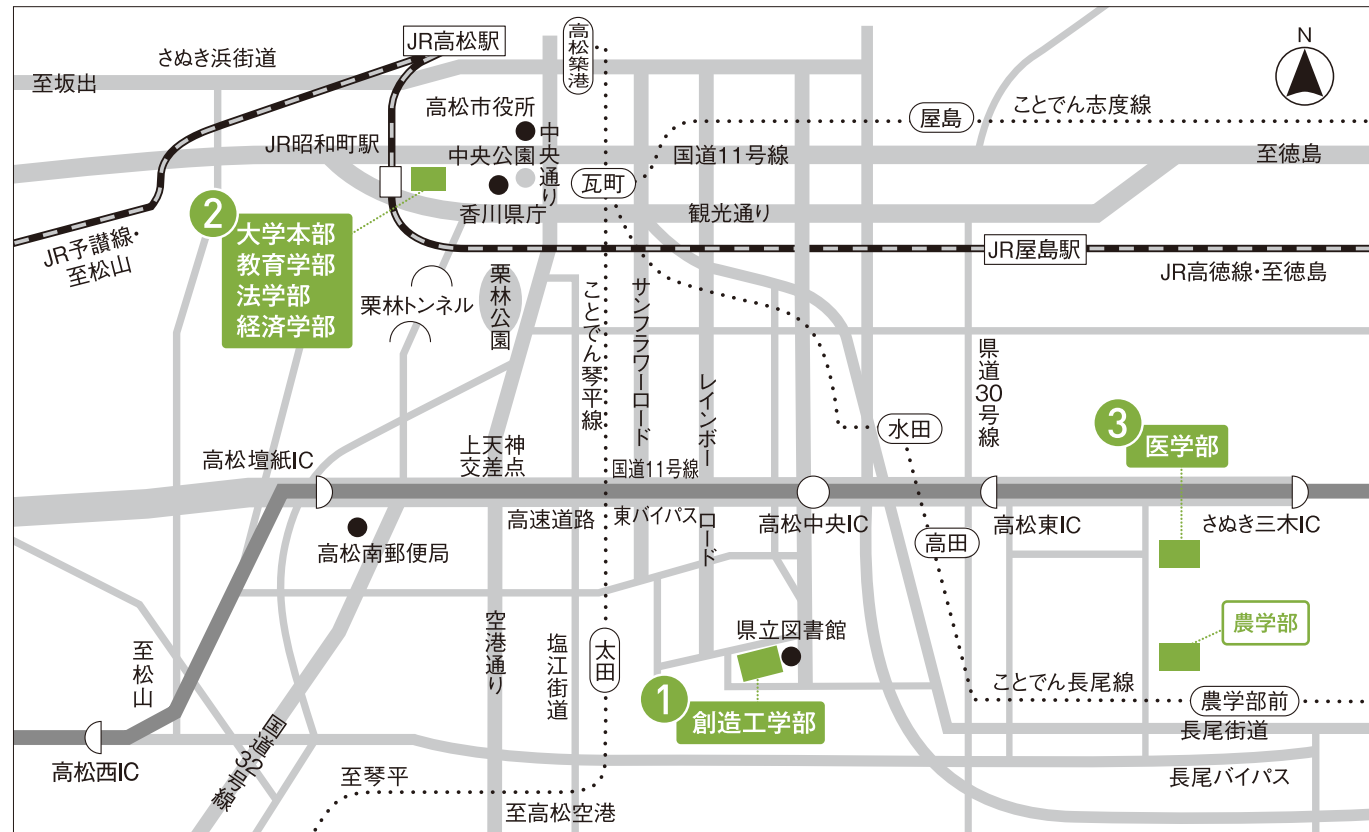 JR高松駅
高松築港
N
さぬき浜街道
至坂出
高松市役所
屋島
ことでん志度線
JR昭和町駅
中央公園
中央通り
国道11号線
至徳島
瓦町
香川県庁
観光通り
2
大学本部
教育学部
法学部
経済学部
JR予讃線・
至松山
JR屋島駅
JR高徳線・至徳島
栗林トンネル
栗林公園
ことでん琴平線
サンフラワーロード
レインボーロード
県道30号線
水田
3
医学部
上天神
交差点
高松壇紙IC
国道11号線
東バイパス
高速道路
高松中央IC
高松東IC
さぬき三木IC
高松南郵便局
高田
農学部
県立図書館
空港通り
塩江街道
太田
至松山
1
創造工学部
ことでん長尾線
農学部前
長尾街道
長尾バイパス
高松西IC
国道32号線
至琴平
至高松空港